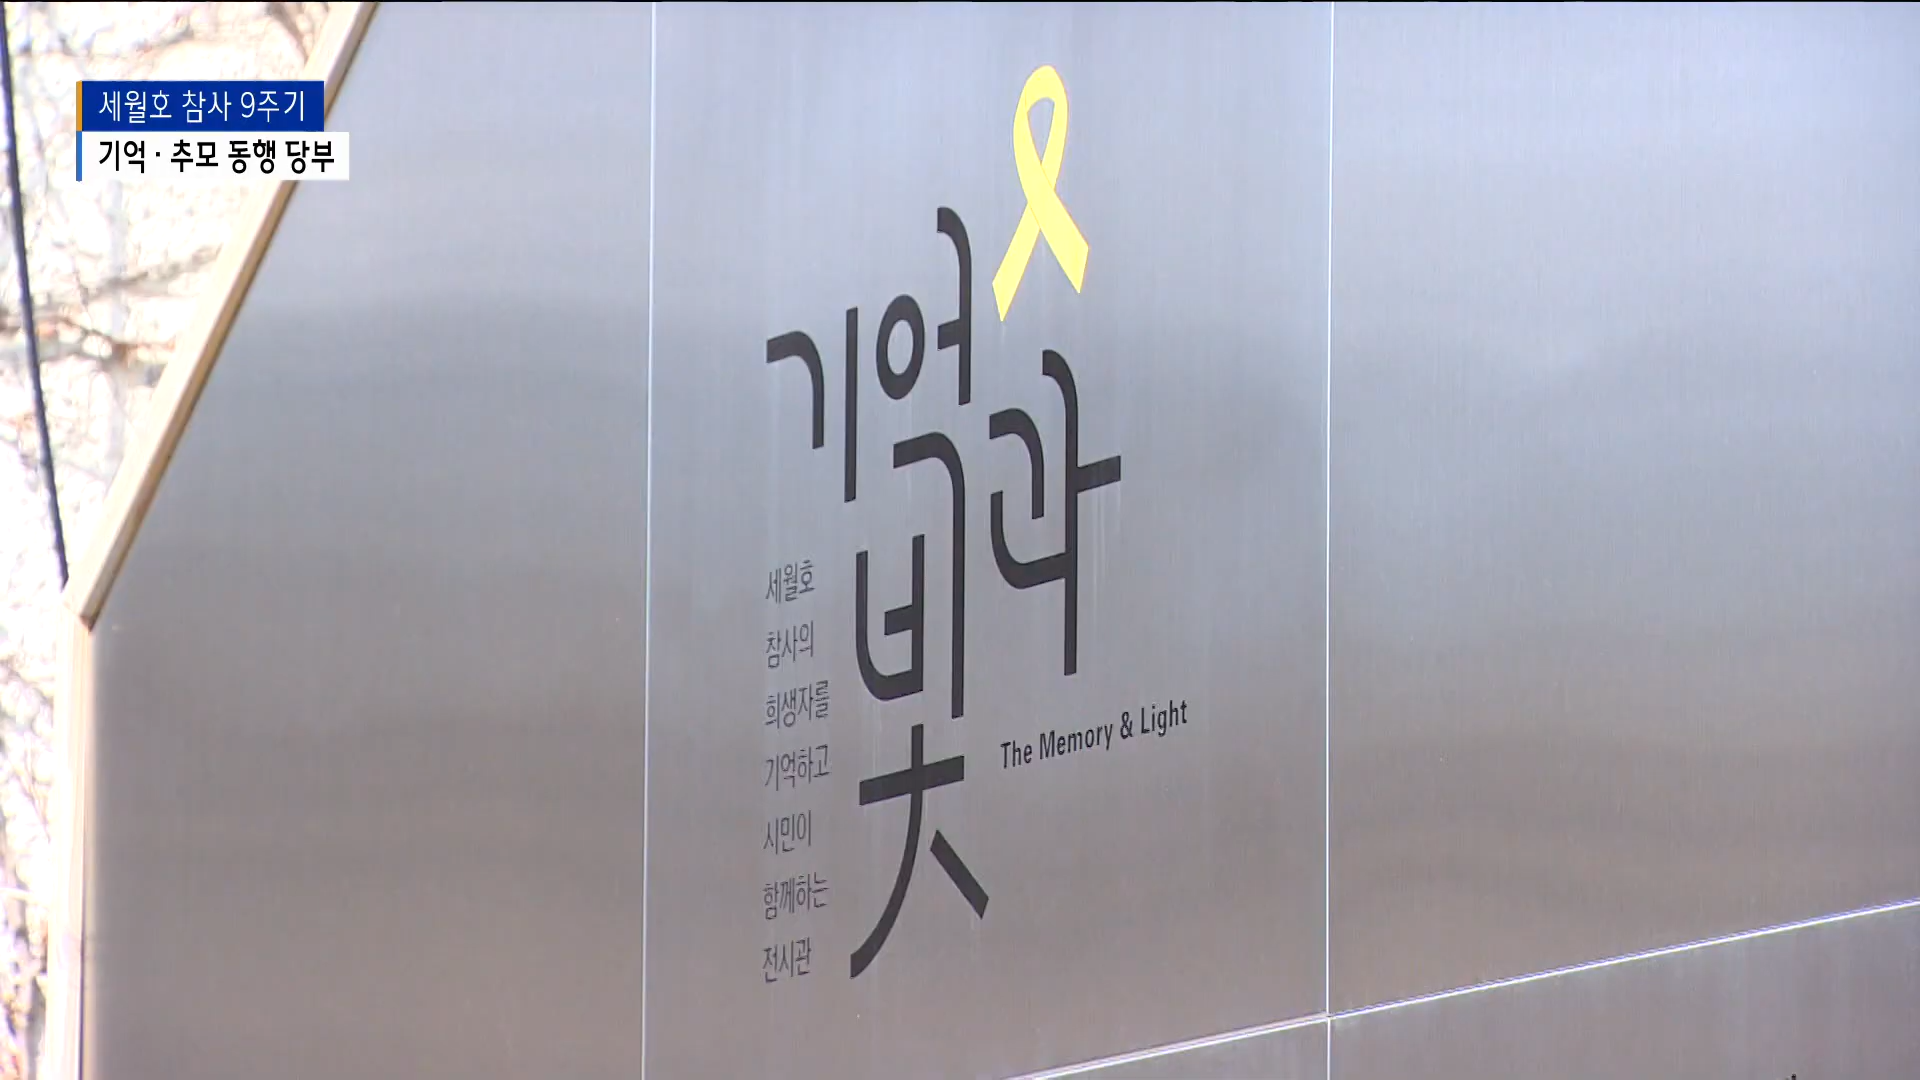 세월호 참사 9주기
기억·추모 동행 당부
기억과
빛
The Memory & Light
세월호
참사의
희생자를
기억하고
시민이
함께하는
전시관